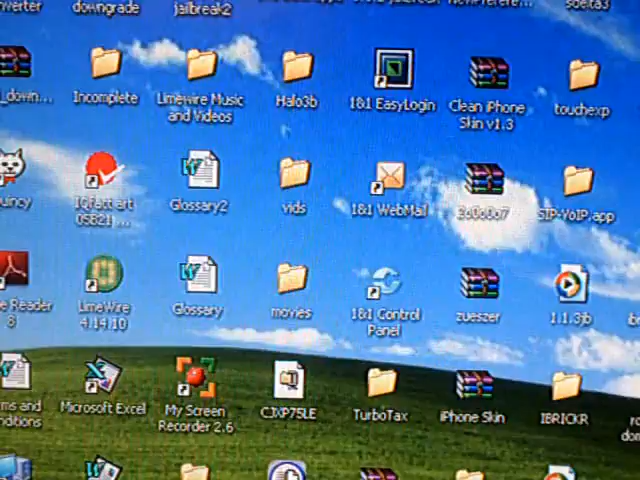 downgrade
jailbreak2
Incomplete
Limewire Music
and Videos
Halo3b
1&1 EasyLogin
Clean iPhone
Skin v1.3
touchexp
Glossary2
vids
1&1 WebMail
SIP-VoIP.app
LimeWire
4.14.10
Glossary
movies
1&1 Control
Panel
zueszer
1.1.3jb
Microsoft Excel
My Screen
Recorder 2.6
CJXP75LE
TurboTax
iPhone Skin
IBRICKR